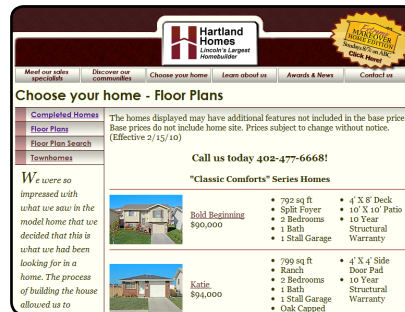 Hartland
Homes
Lincoln's Largest
Homebuilder
Extreme
MAKEOVER
HOME EDITION
Sundays 8/7c on ABC
Click Here!
Meet our sales specialists
Discover our communities
Choose your home
Learn about us
Awards & News
Contact us
Choose your home - Floor Plans
Completed Homes
Floor Plans
Floor Plan Search
Townhomes
We were so
impressed with
what we saw in the
model home that we
decided that this is
what we had been
looking for in a
home. The process
of building the house
allowed us to
The homes displayed may have additional features not included in the base price
Base prices do not include home site. Prices subject to change without notice.
(Effective 2/15/10)
Call us today 402-477-6668!
"Classic Comforts" Series Homes
Bold Beginning
$90,000
792 sq ft
Split Foyer
2 Bedrooms
1 Bath
1 Stall Garage
4' X 8' Deck
10' X 10' Patio
10 Year
Structural
Warranty
Katie
$94,000
799 sq ft
Ranch
2 Bedrooms
1 Bath
1 Stall Garage
Oak Capped
4' X 4' Side
Door Pad
10 Year
Structural
Warranty